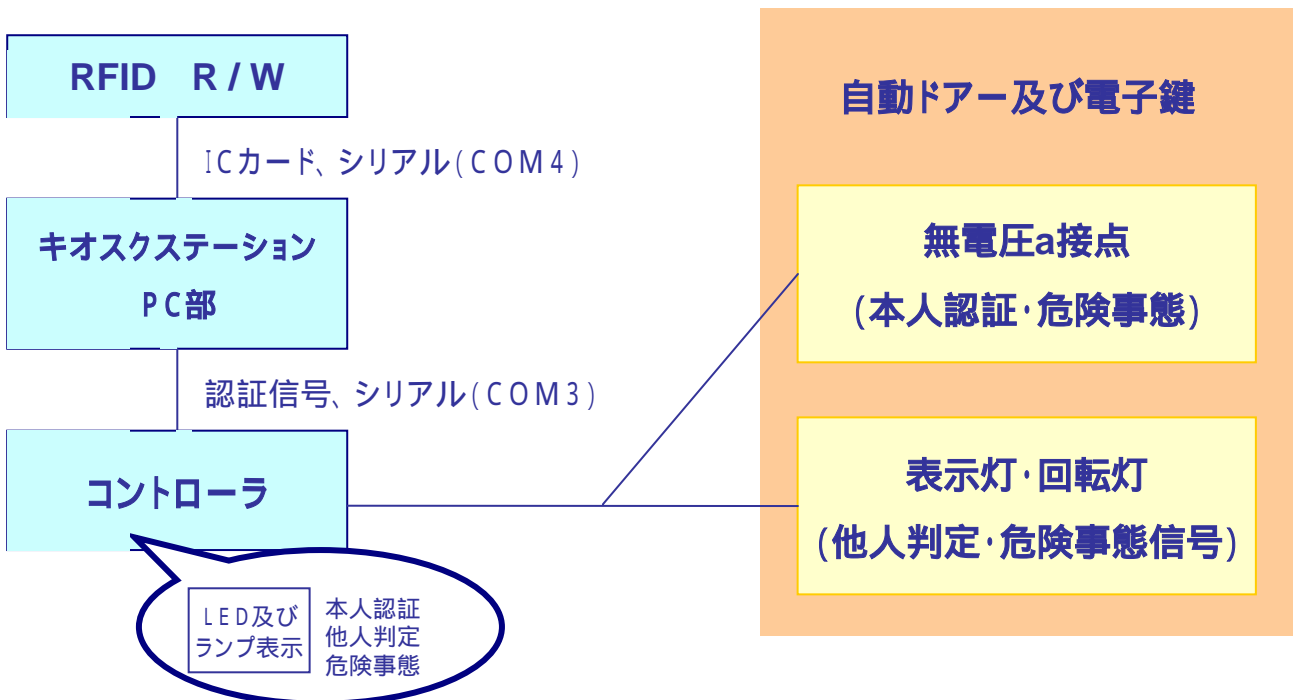 RFID R/W
ICカード、シリアル(COM4)
キオスクステーション
PC部
認証信号、シリアル(COM3)
コントローラ
LED及び
ランプ表示
本人認証
他人判定
危険事態
自動ドアー及び電子鍵
無電圧a接点
(本人認証・危険事態)
表示灯・回転灯
(他人判定・危険事態信号)